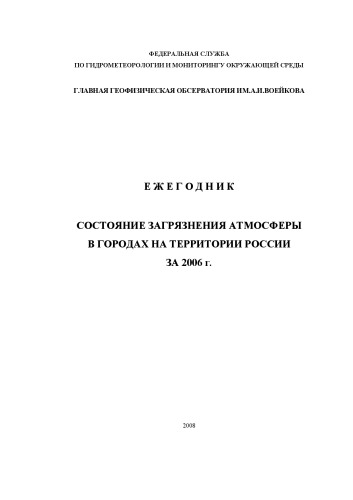 ФЕДЕРАЛЬНАЯ СЛУЖБА
ПО ГИДРОМЕТЕОРОЛОГИИ И МОНИТОРИНГУ ОКРУЖАЮЩЕЙ СРЕДЫ
ГЛАВНАЯ ГЕОФИЗИЧЕСКАЯ ОБСЕРВАТОРИЯ ИМ.А.И.ВОЕЙКОВА
Е Ж Е Г О Д Н И К
СОСТОЯНИЕ ЗАГРЯЗНЕНИЯ АТМОСФЕРЫ
В ГОРОДАХ НА ТЕРРИТОРИИ РОССИИ
ЗА 2006 г.
2008